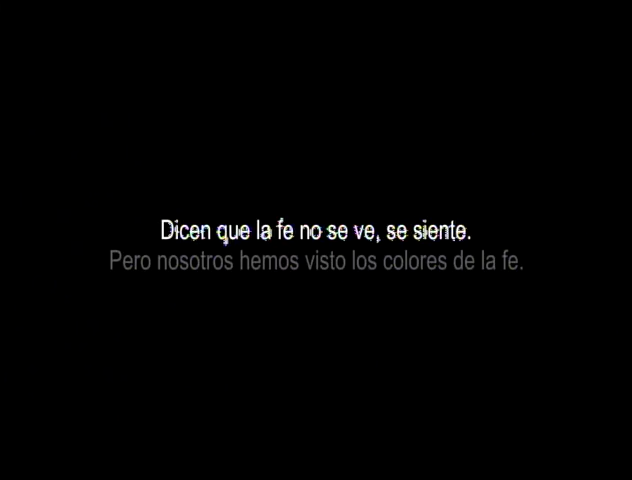 Dicen que la fe no se ve, se siente.
Pero nosotros hemos visto los colores de la fe.